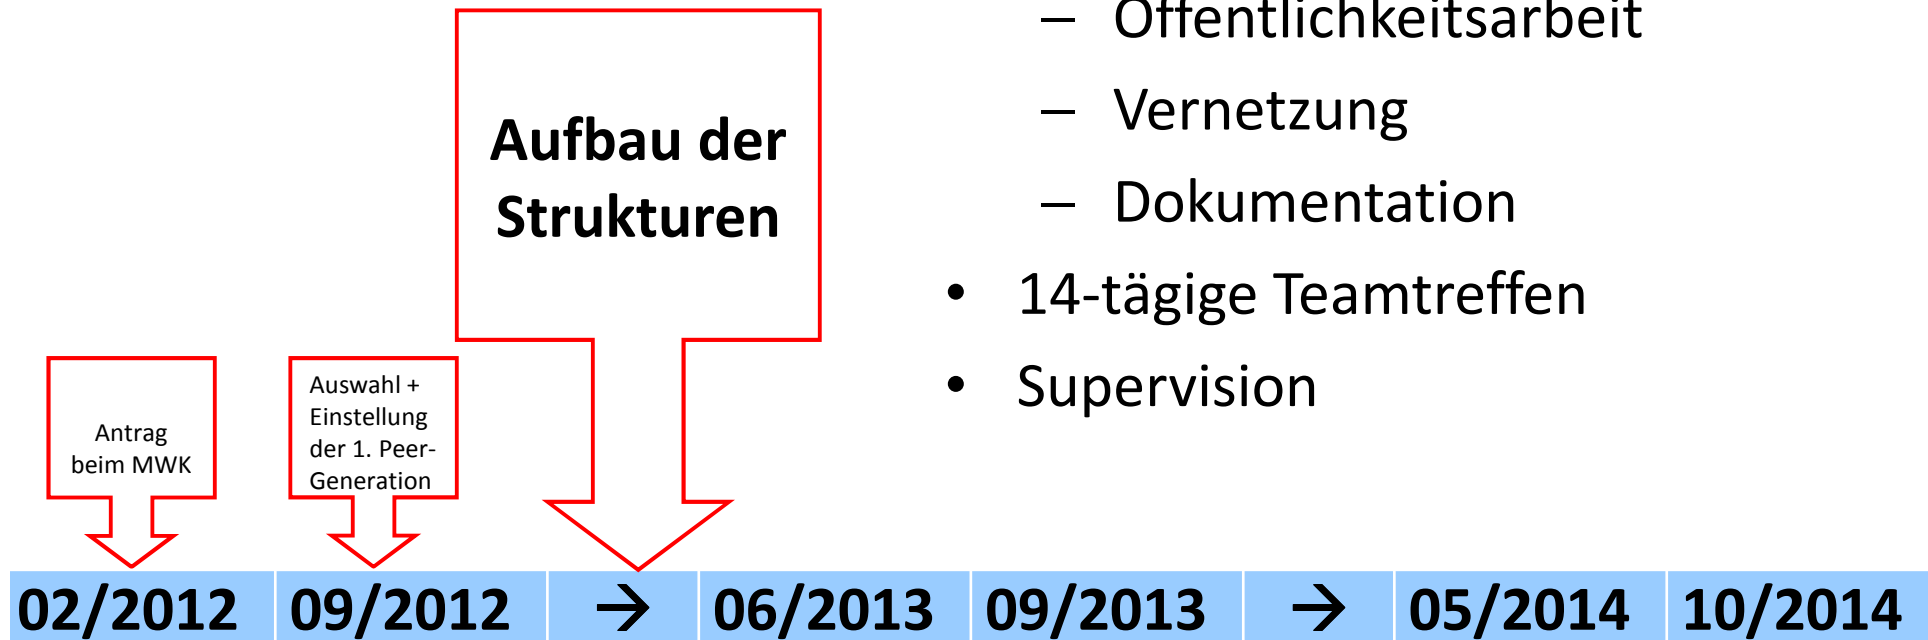 – Öffentlichkeitsarbeit
– Vernetzung
– Dokumentation
• 14-tägige Teamtreffen
• Supervision
Aufbau der
Strukturen
Antrag
beim MWK
Auswahl +
Einstellung
der 1. Peer-
Generation
02/2012 09/2012 → 06/2013 09/2013 → 05/2014 10/2014